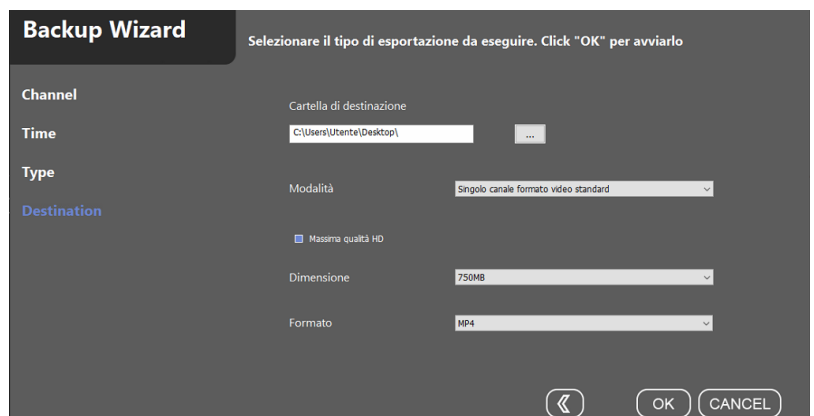 Backup Wizard
Selezionare il tipo di esportazione da eseguire. Click "OK" per avviarlo
Channel
Time
Type
Destination
Cartella di destinazione
C:\Users\Utente\Desktop\
...
Modalità
Singolo canale formato video standard
Massima qualità HD
Dimensione
750MB
Formato
MP4
OK
CANCEL